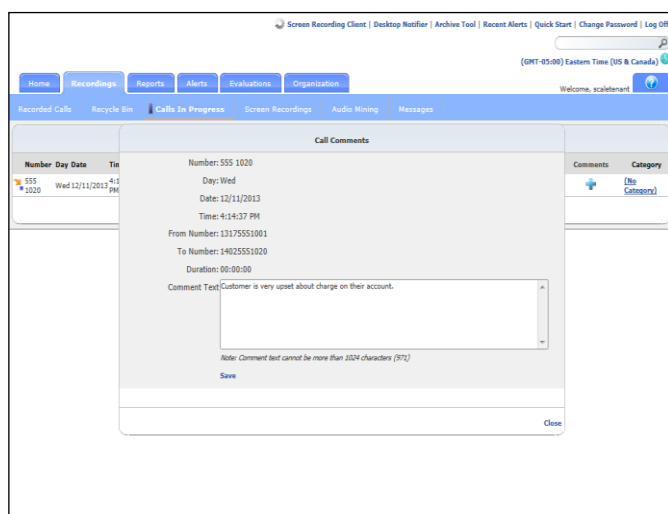 Screen Recording Client | Desktop Notifier | Archive Tool | Recent Alerts | Quick Start | Change Password | Log Off
(GMT-05:00) Eastern Time (US & Canada)
Home Recordings Reports Alerts Evaluations Organization
Welcome, scaletenant
Recorded Calls Recycle Bin Calls In Progress Screen Recordings Audio Mining Messages
Call Comments
Number Day Date Comments Category
555
1020
Wed 12/11/2013
PM
(No
Category)
Number: 555 1020
Day: Wed
Date: 12/11/2013
Time: 4:14:37 PM
From Number: 13175551001
To Number: 14025551020
Duration: 00:00:00
Comment Text Customer is very upset about charge on their account.
Note: Comment text cannot be more than 1024 characters (971)
Save
Close